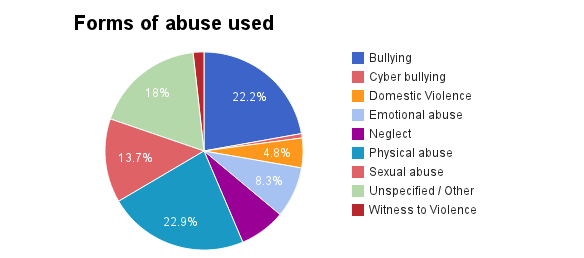 Forms of abuse used
22.2%
4.8%
8.3%
22.9%
13.7%
18%
Bullying
Cyber bullying
Domestic Violence
Emotional abuse
Neglect
Physical abuse
Sexual abuse
Unspecified / Other
Witness to Violence